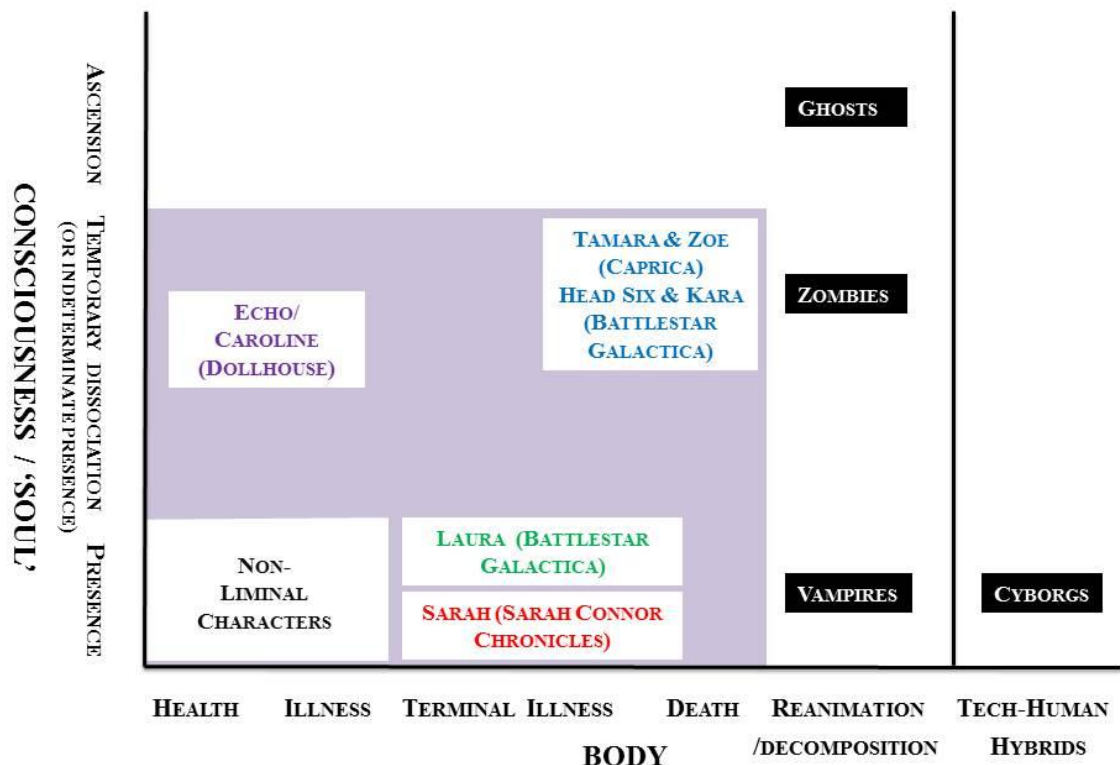 CONSCIOUSNESS / ‘SOUL’
ASCENSION
TEMPORARY DISSOCIATION
(OR INDETERMINATE PRESENCE)
PRESENCE
GHOSTS
TAMARA & ZOE
(CAPRICA)
HEAD SIX & KARA
(BATTLESTAR
GALACTICA)
ZOMBIES
ECHO/
CAROLINE
(DOLLHOUSE)
NON-
LIMINAL
CHARACTERS
LAURA (BATTLESTAR
GALACTICA)
SARAH (SARAH CONNOR
CHRONICLES)
VAMPIRES
CYBORGS
HEALTH
ILLNESS
TERMINAL ILLNESS
DEATH
REANIMATION
/DECOMPOSITION
TECH-HUMAN
HYBRIDS
BODY